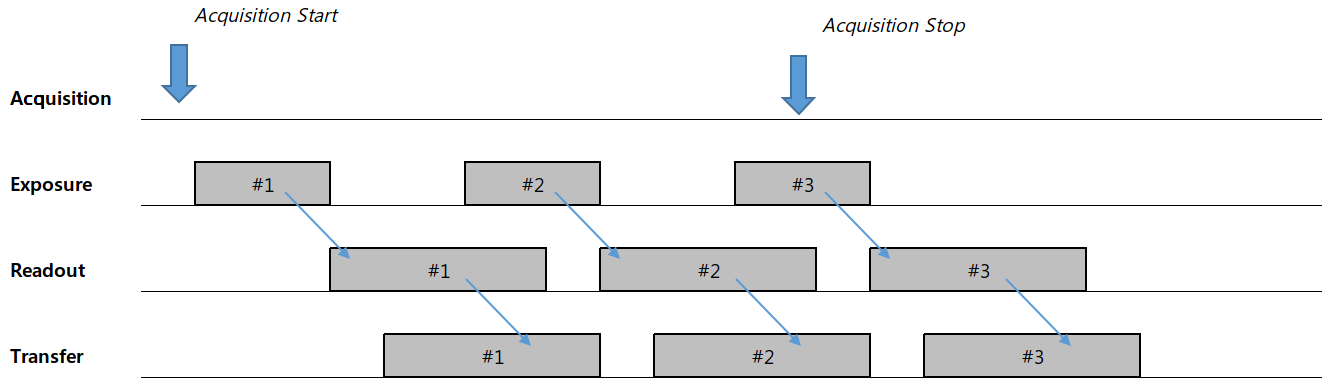 Acquisition Start
Acquisition Stop
Acquisition
Exposure
#1
#2
#3
Readout
#1
#2
#3
Transfer
#1
#2
#3